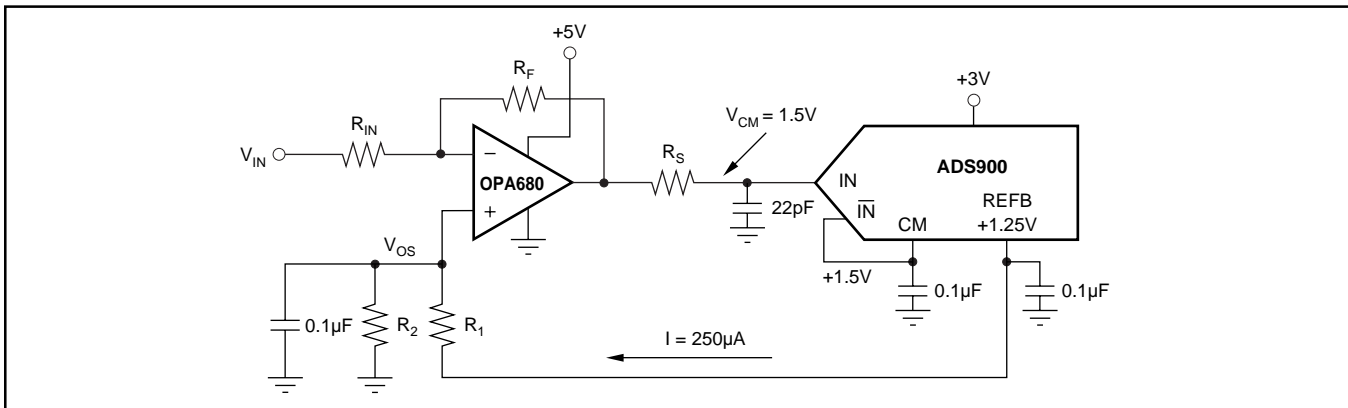 +5V
R_F
+3V
R_IN
V_CM = 1.5V
V_IN
−
OPA680
+
R_S
ADS900
IN
I̅N̅
REFB
+1.25V
CM
22pF
V_OS
+1.5V
0.1µF
0.1µF
0.1µF
R_2
R_1
I = 250µA